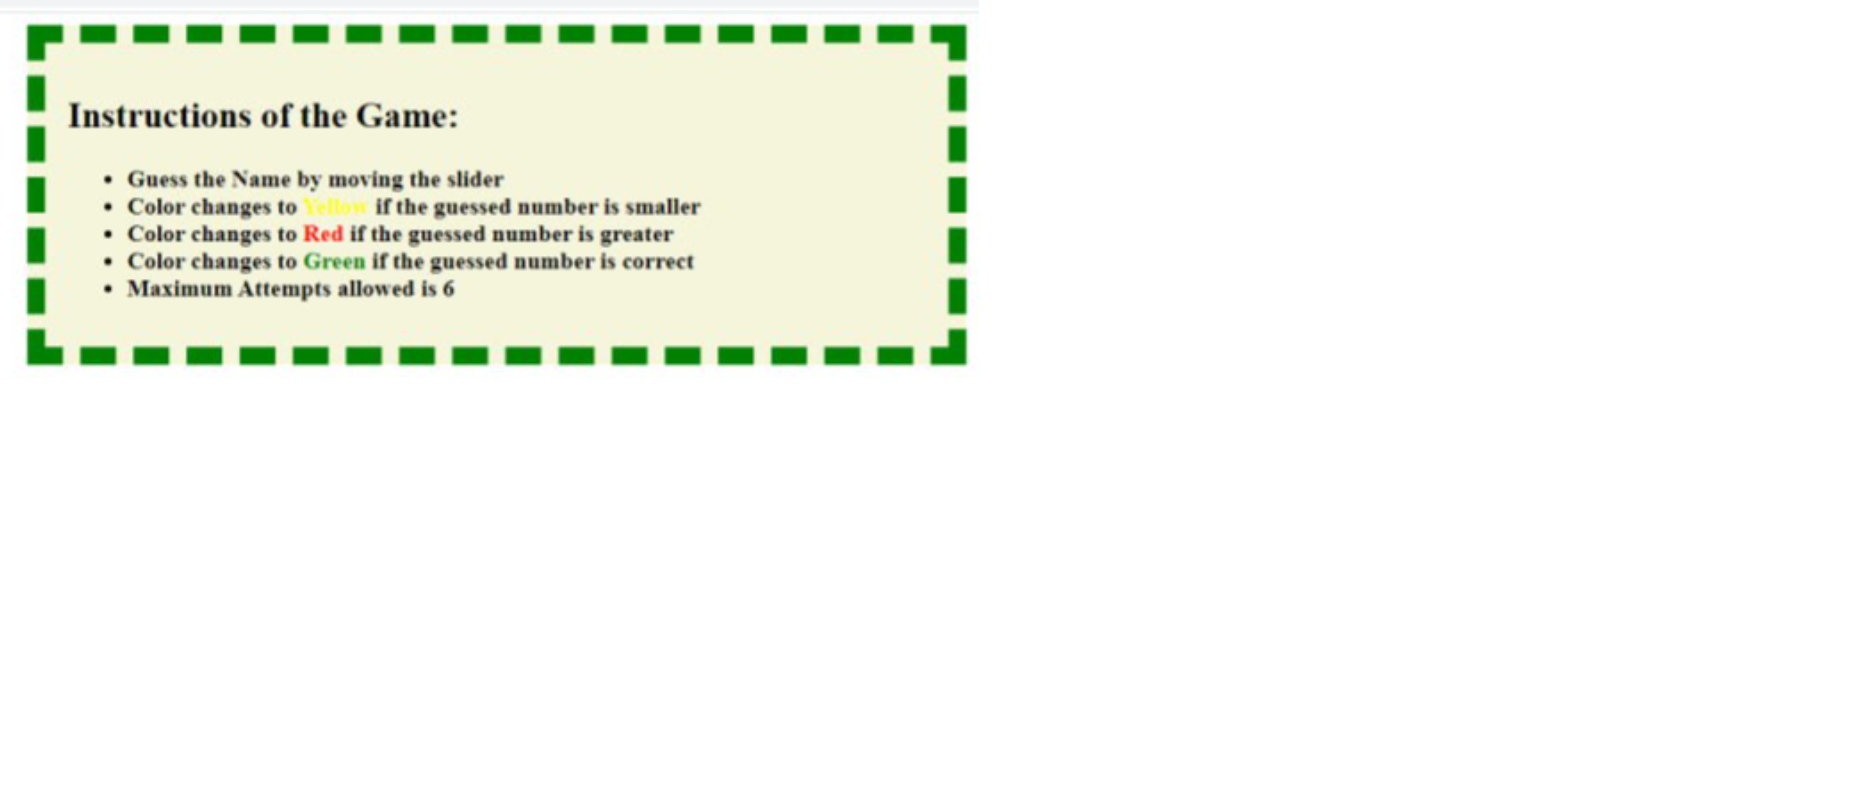 Instructions of the Game:
Guess the Name by moving the slider
Color changes to Yellow if the guessed number is smaller
Color changes to Red if the guessed number is greater
Color changes to Green if the guessed number is correct
Maximum Attempts allowed is 6